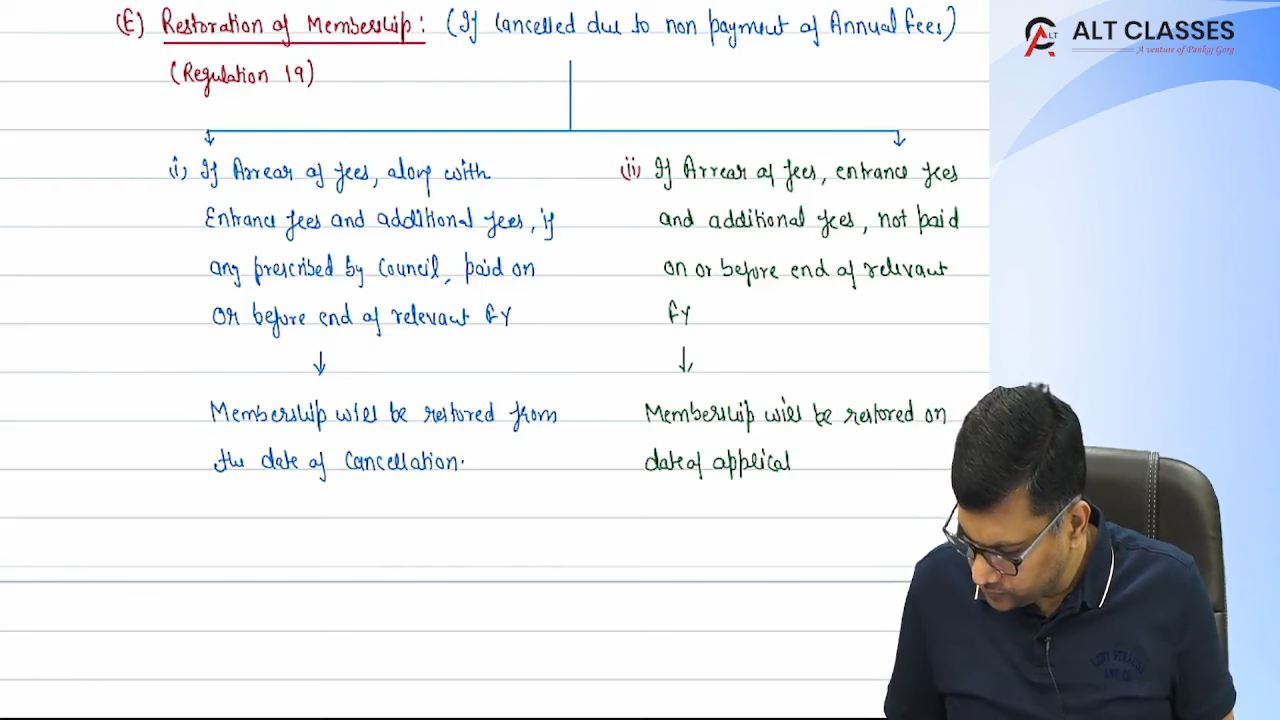 (E) Restoration of Membership: (If Cancelled due to non payment of Annual Fees)
(Regulation 19)
(i) If Arrear of fees, along with
Entrance fees and additional fees, if
any prescribed by Council, paid on
or before end of relevant FY
Membership will be restored from
the date of Cancellation.
(ii) If Arrear of fees, entrance fees
and additional fees, not paid
on or before end of relevant
FY
Membership will be restored on
date of applicat
ALT
ALT CLASSES
A venture of Pankaj Garg